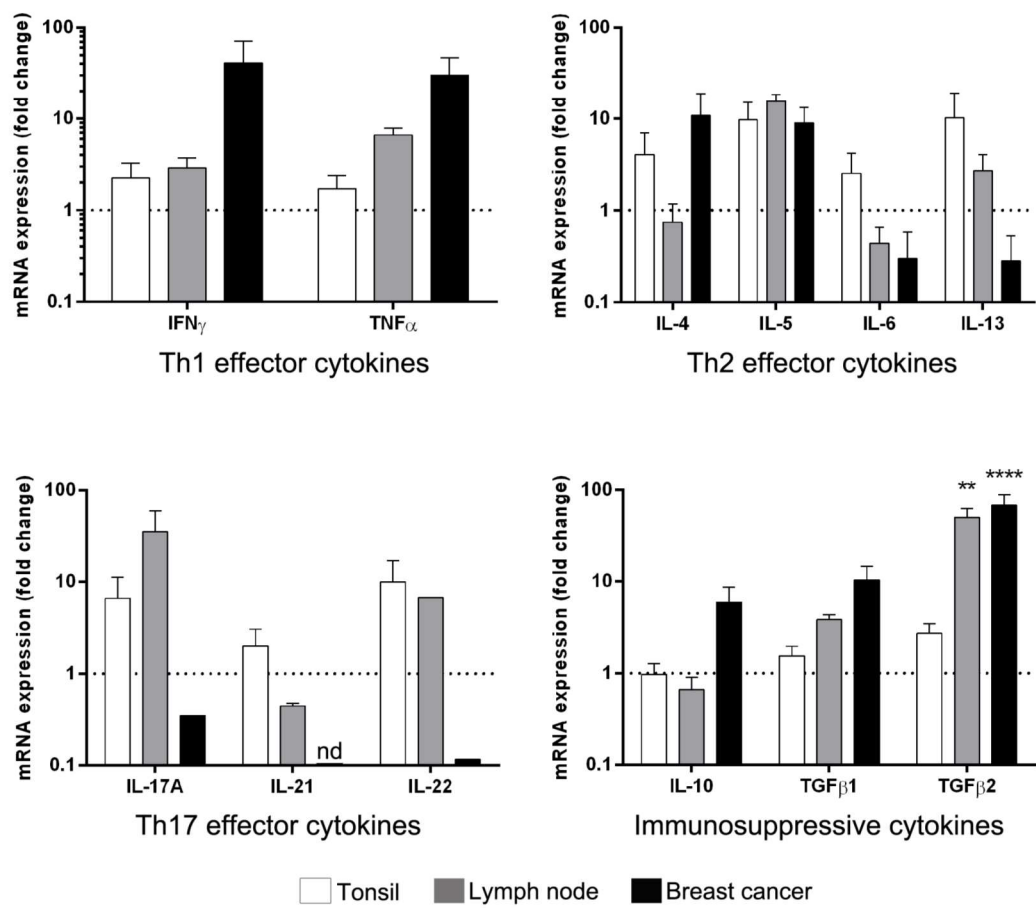 mRNA expression (fold change)
100
10
1
0.1
IFNγ TNFα
Th1 effector cytokines
mRNA expression (fold change)
100
10
1
0.1
IL-4 IL-5 IL-6 IL-13
Th2 effector cytokines
mRNA expression (fold change)
100
10
1
0.1
nd
IL-17A IL-21 IL-22
Th17 effector cytokines
mRNA expression (fold change)
100
10
1
0.1
** ****
IL-10 TGFβ1 TGFβ2
Immunosuppressive cytokines
Tonsil Lymph node Breast cancer